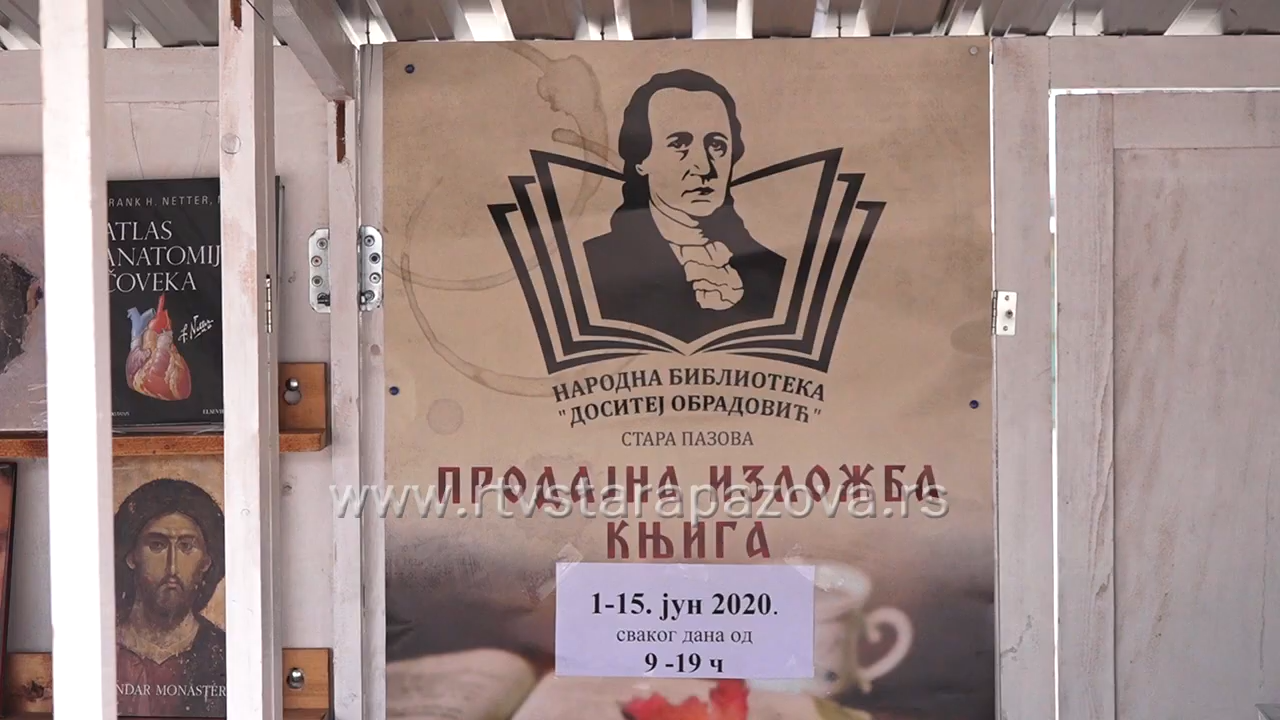 RANK H. NETTER,
ATLAS
ANATOMIJ
ČOVEKA
NDAR MONASTER
НАРОДНА БИБЛИОТЕКА
"ДОСИТЕЈ ОБРАДОВИЋ"
СТАРА ПАЗОВА
ПРОДАЈНА ИЗЛОЖБА
www.rtvstarapazova.rs
КЊИГА
1-15. јун 2020.
сваког дана од
9 -19 ч